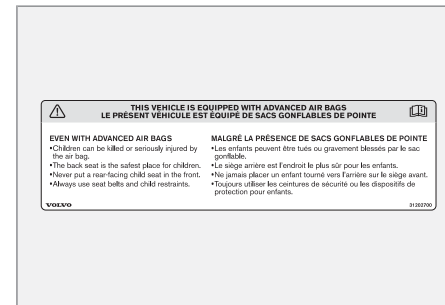 THIS VEHICLE IS EQUIPPED WITH ADVANCED AIR BAGS
LE PRÉSENT VÉHICULE EST ÉQUIPÉ DE SACS GONFLABLES DE POINTE
EVEN WITH ADVANCED AIR BAGS
•Children can be killed or seriously injured by
the air bag.
•The back seat is the safest place for children.
•Never put a rear-facing child seat in the front.
•Always use seat belts and child restraints.
MALGRÉ LA PRÉSENCE DE SACS GONFLABLES DE POINTE
•Les enfants peuvent être tués ou gravement blessés par le sac
gonflable.
•Le siège arrière est l'endroit le plus sûr pour les enfants.
•Ne jamais placer un enfant tourné vers l'arrière sur le siège avant.
•Toujours utiliser les ceintures de sécurité ou les dispositifs de
protection pour enfants.
VOLVO
31202700